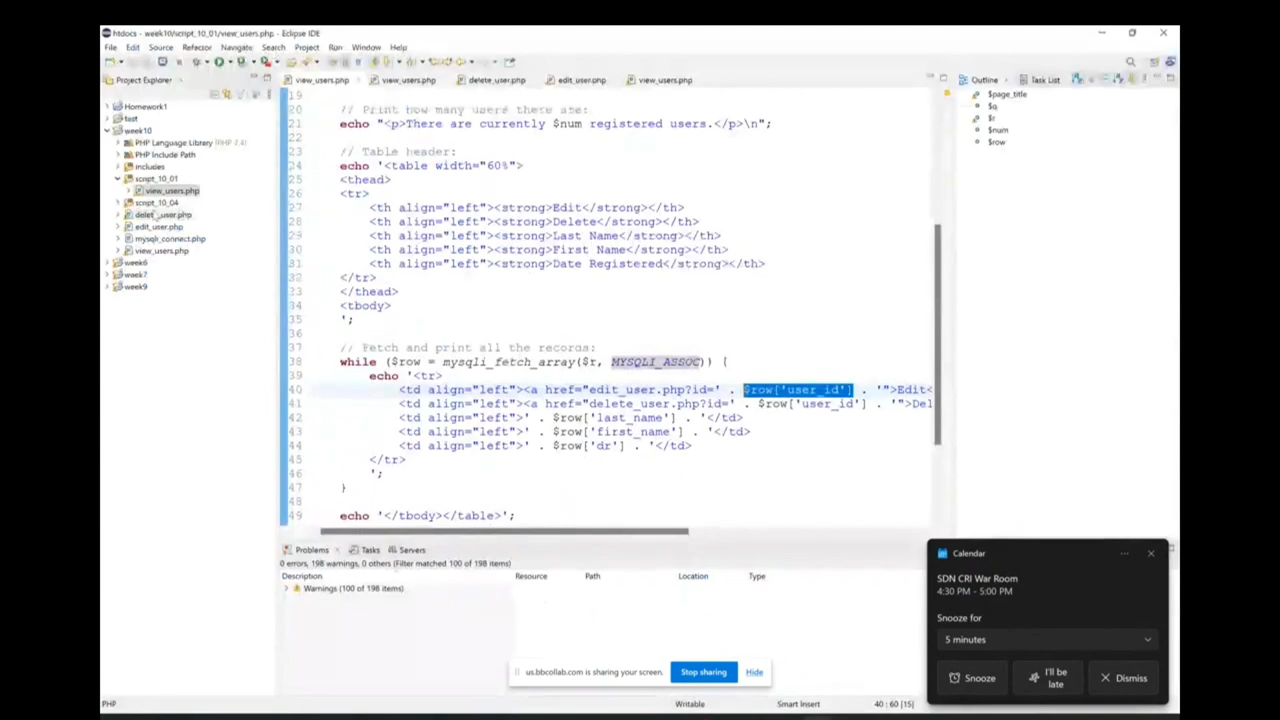 htdocs - week10/script_10_01/view_users.php - Eclipse IDE
File Edit Source Refactor Navigate Search Project Run Window Help
Project Explorer
view_users.php
view_users.php
delete_user.php
edit_user.php
view_users.php
Outline
Task List
Homework1
test
week10
PHP Language Library (PHP 7.4)
PHP Include Path
includes
script_10_01
view_users.php
script_10_04
delete_user.php
edit_user.php
mysqli_connect.php
view_users.php
week6
week7
week9
19
20 // Print how many users there are:
21 echo "<p>There are currently $num registered users.</p>\n";
22
23 // Table header:
24 echo '<table width="60%">
25 <thead>
26 <tr>
27 <th align="left"><strong>Edit</strong></th>
28 <th align="left"><strong>Delete</strong></th>
29 <th align="left"><strong>Last Name</strong></th>
30 <th align="left"><strong>First Name</strong></th>
31 <th align="left"><strong>Date Registered</strong></th>
32 </tr>
33 </thead>
34 <tbody>
35 ';
36
37 // Fetch and print all the records:
38 while ($row = mysqli_fetch_array($r, MYSQLI_ASSOC)) {
39 echo '<tr>
40 <td align="left"><a href="edit_user.php?id=' . $row['user_id'] . '">Edit<
41 <td align="left"><a href="delete_user.php?id=' . $row['user_id'] . '">Del
42 <td align="left">' . $row['last_name'] . '</td>
43 <td align="left">' . $row['first_name'] . '</td>
44 <td align="left">' . $row['dr'] . '</td>
45 </tr>
46 ';
47 }
48
49 echo '</tbody></table>';
$page_title
$q
$r
$num
$row
Problems Tasks Servers
0 errors, 198 warnings, 0 others (Filter matched 100 of 198 items)
Description Resource Path Location Type
Warnings (100 of 198 items)
us.bbcollab.com is sharing your screen. Stop sharing Hide
Calendar
SDN CRI War Room
4:30 PM - 5:00 PM
Snooze for
5 minutes
Snooze
I'll be late
Dismiss
PHP Writable Smart Insert 40 : 60 [15]